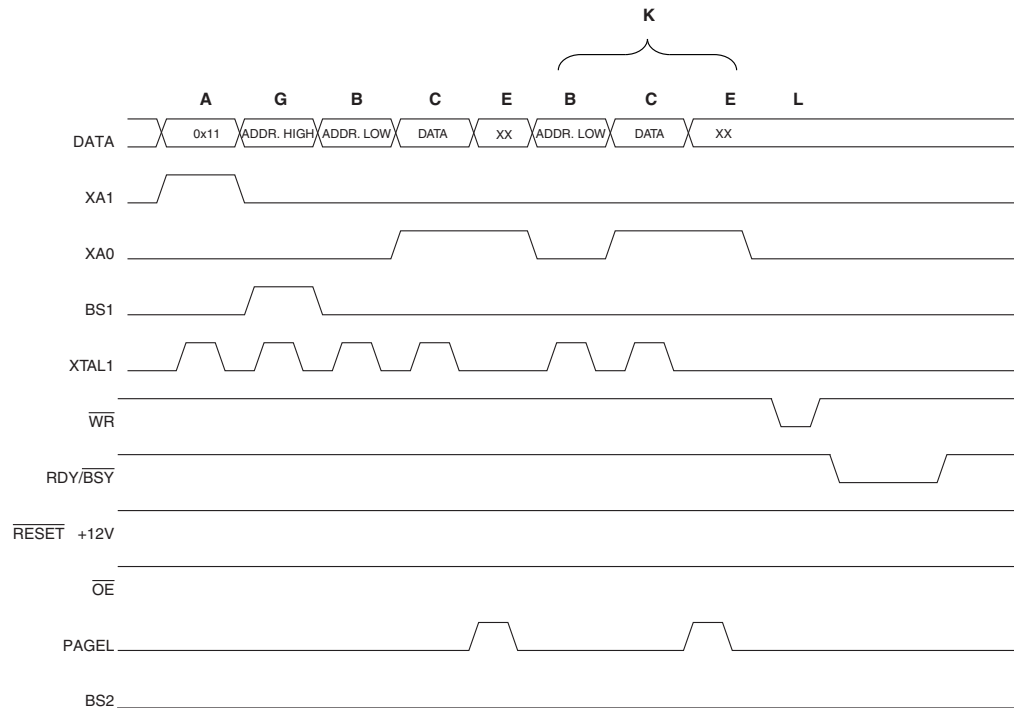 K
A G B C E B C E L
DATA 0x11 ADDR. HIGH ADDR. LOW DATA XX ADDR. LOW DATA XX
XA1
XA0
BS1
XTAL1
WR
RDY/BSY
RESET +12V
OE
PAGEL
BS2